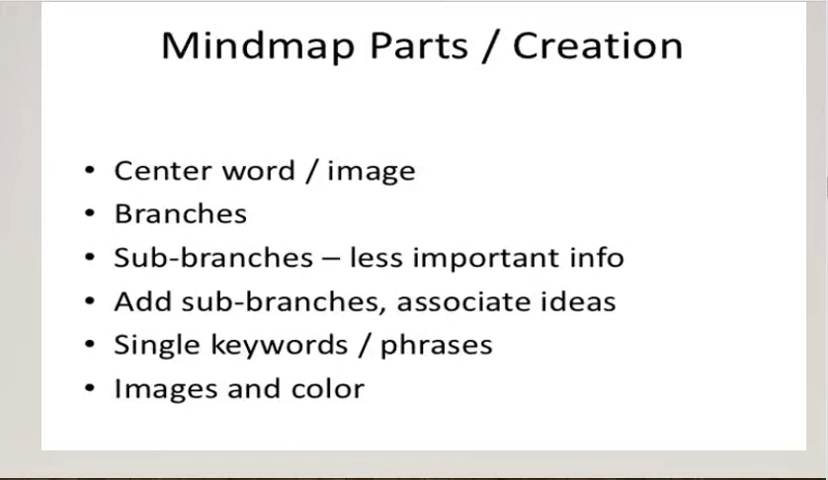 Mindmap Parts / Creation
• Center word / image
• Branches
• Sub-branches – less important info
• Add sub-branches, associate ideas
• Single keywords / phrases
• Images and color